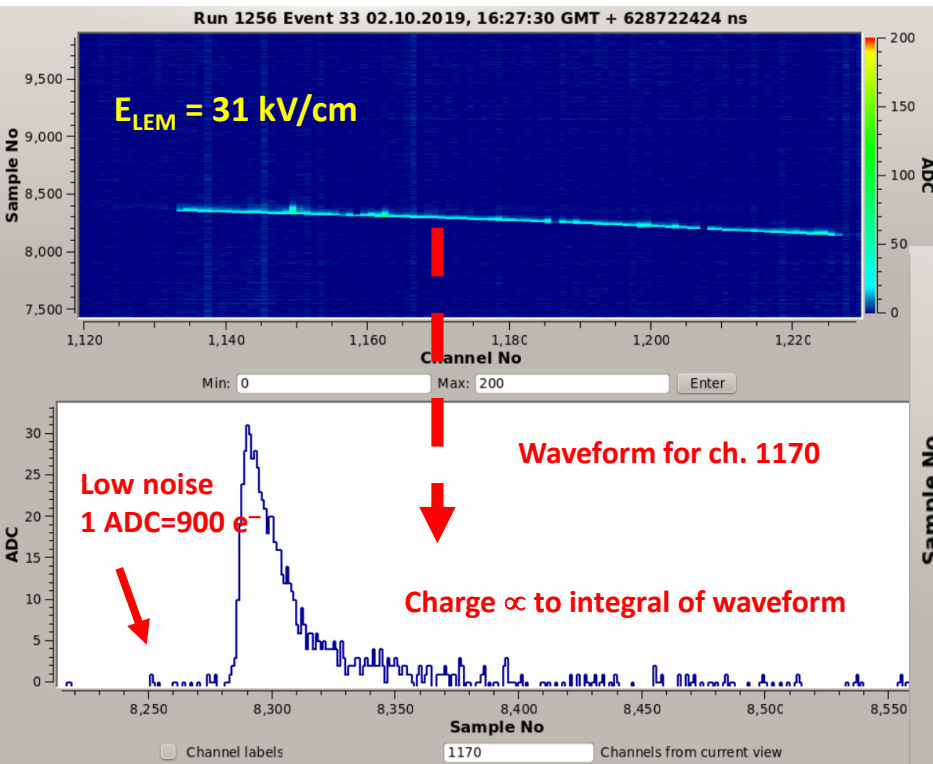 Run 1256 Event 33 02.10.2019, 16:27:30 GMT + 628722424 ns
E_LEM = 31 kV/cm
Sample No
9,500
9,000
8,500
8,000
7,500
200
150
100
50
0
ADC
1,120
1,140
1,160
1,180
1,200
1,220
Channel No
Min: 0 Max: 200 Enter
Waveform for ch. 1170
Low noise
1 ADC=900 e⁻
Charge ∝ to integral of waveform
ADC
30
25
20
15
10
5
0
8,250
8,300
8,350
8,400
8,450
8,500
8,550
Sample No
Sample No
Channel labels
1170
Channels from current view